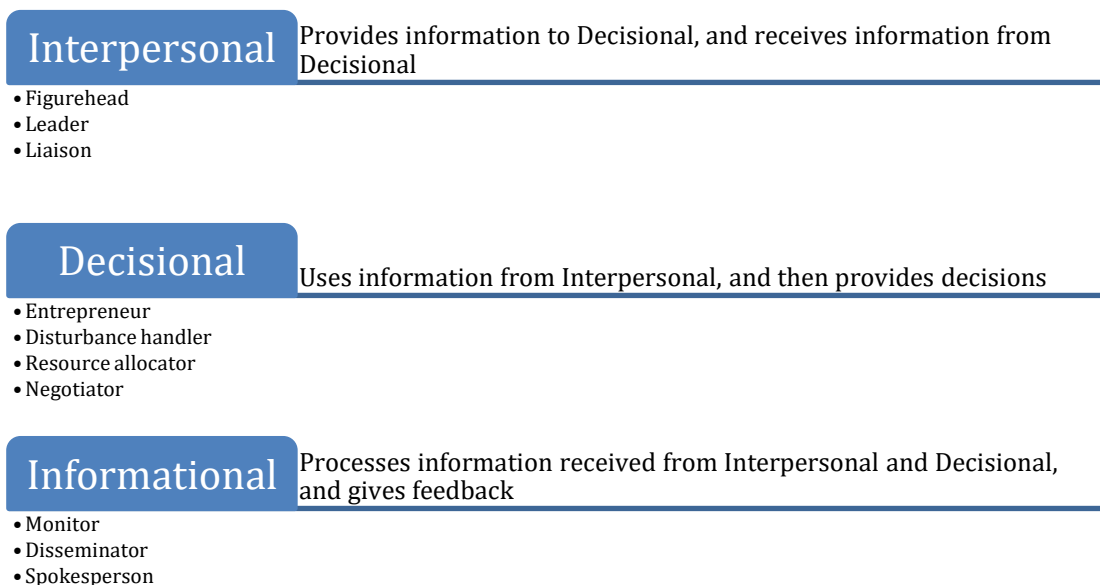 Interpersonal
Provides information to Decisional, and receives information from
Decisional
• Figurehead
• Leader
• Liaison
Decisional
Uses information from Interpersonal, and then provides decisions
• Entrepreneur
• Disturbance handler
• Resource allocator
• Negotiator
Informational
Processes information received from Interpersonal and Decisional,
and gives feedback
• Monitor
• Disseminator
• Spokesperson